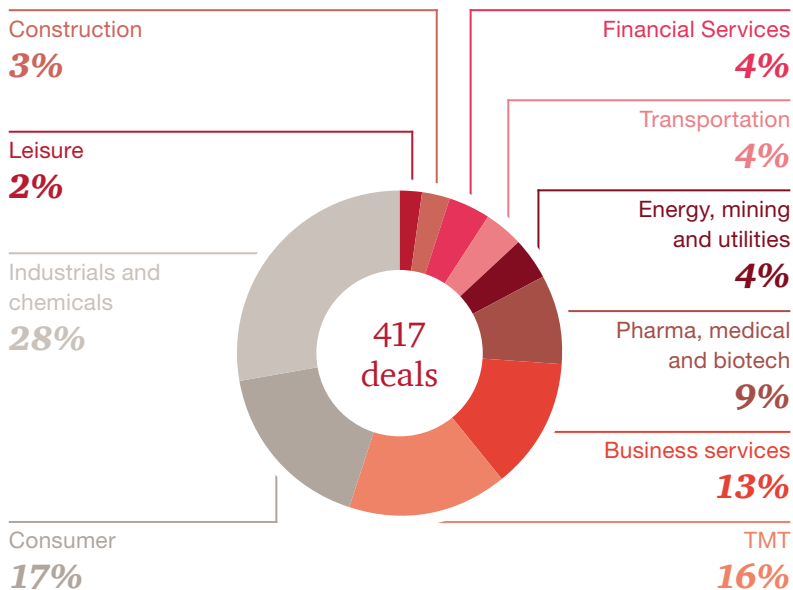 Construction
3%
Leisure
2%
Industrials and
chemicals
28%
Consumer
17%
417
deals
Financial Services
4%
Transportation
4%
Energy, mining
and utilities
4%
Pharma, medical
and biotech
9%
Business services
13%
TMT
16%